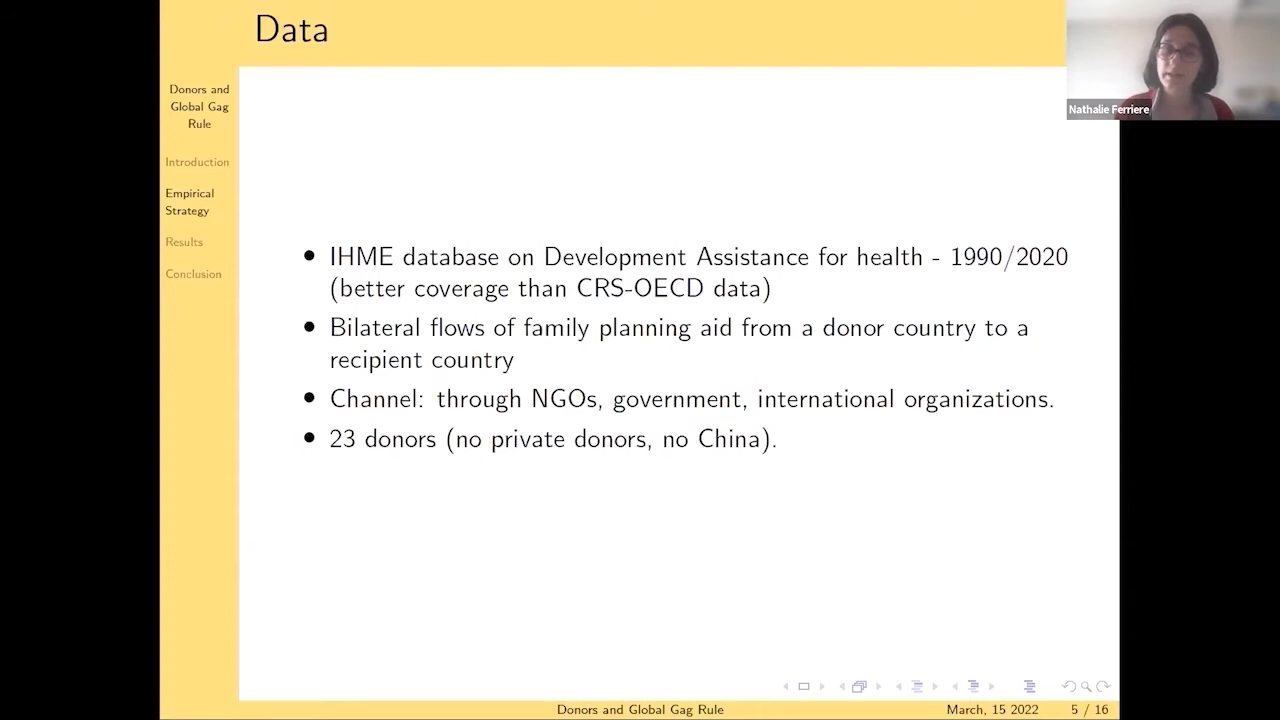 Data
Nathalie Ferriere
Donors and
Global Gag
Rule
Introduction
Empirical
Strategy
Results
Conclusion
• IHME database on Development Assistance for health - 1990/2020
(better coverage than CRS-OECD data)
• Bilateral flows of family planning aid from a donor country to a
recipient country
• Channel: through NGOs, government, international organizations.
• 23 donors (no private donors, no China).
Donors and Global Gag Rule March, 15 2022 5 / 16